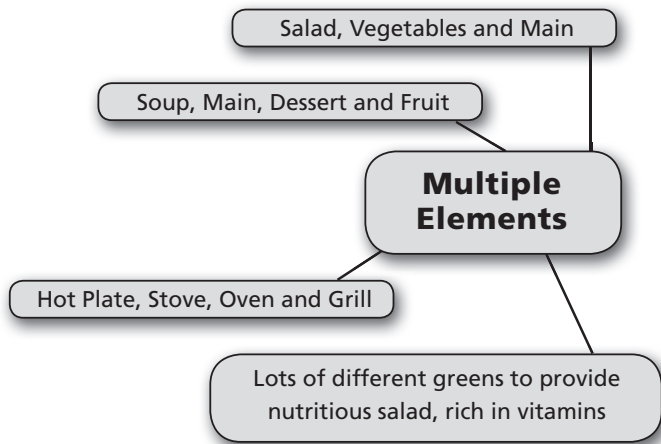 Salad, Vegetables and Main
Soup, Main, Dessert and Fruit
Multiple
Elements
Hot Plate, Stove, Oven and Grill
Lots of different greens to provide
nutritious salad, rich in vitamins